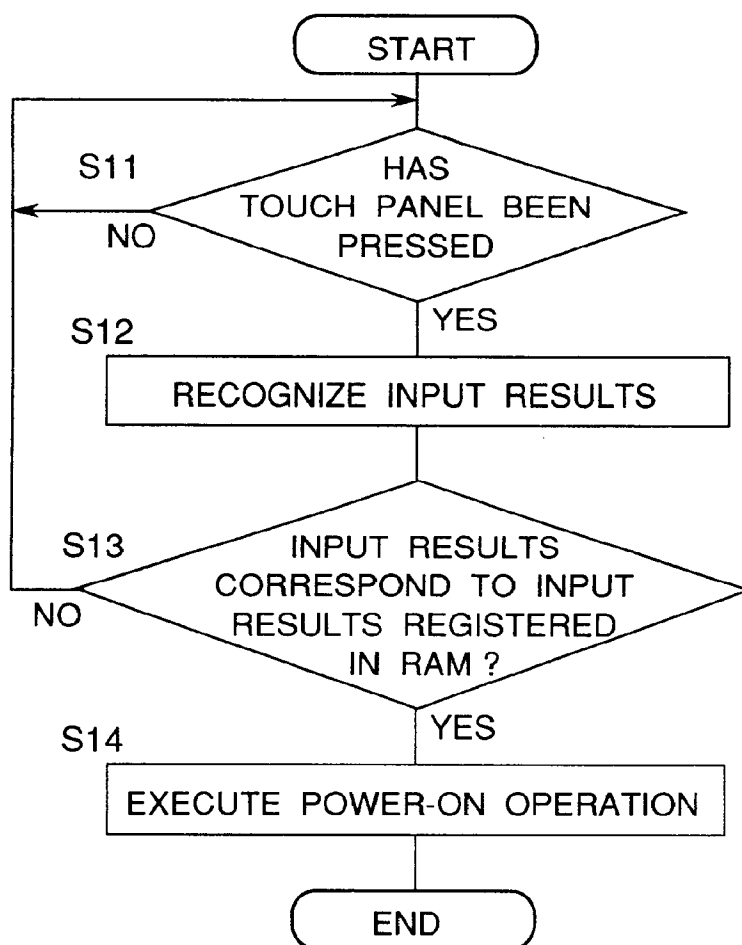 START
S11
HAS
TOUCH PANEL BEEN
PRESSED
NO
YES
S12
RECOGNIZE INPUT RESULTS
S13
INPUT RESULTS
CORRESPOND TO INPUT
RESULTS REGISTERED
IN RAM ?
NO
YES
S14
EXECUTE POWER-ON OPERATION
END